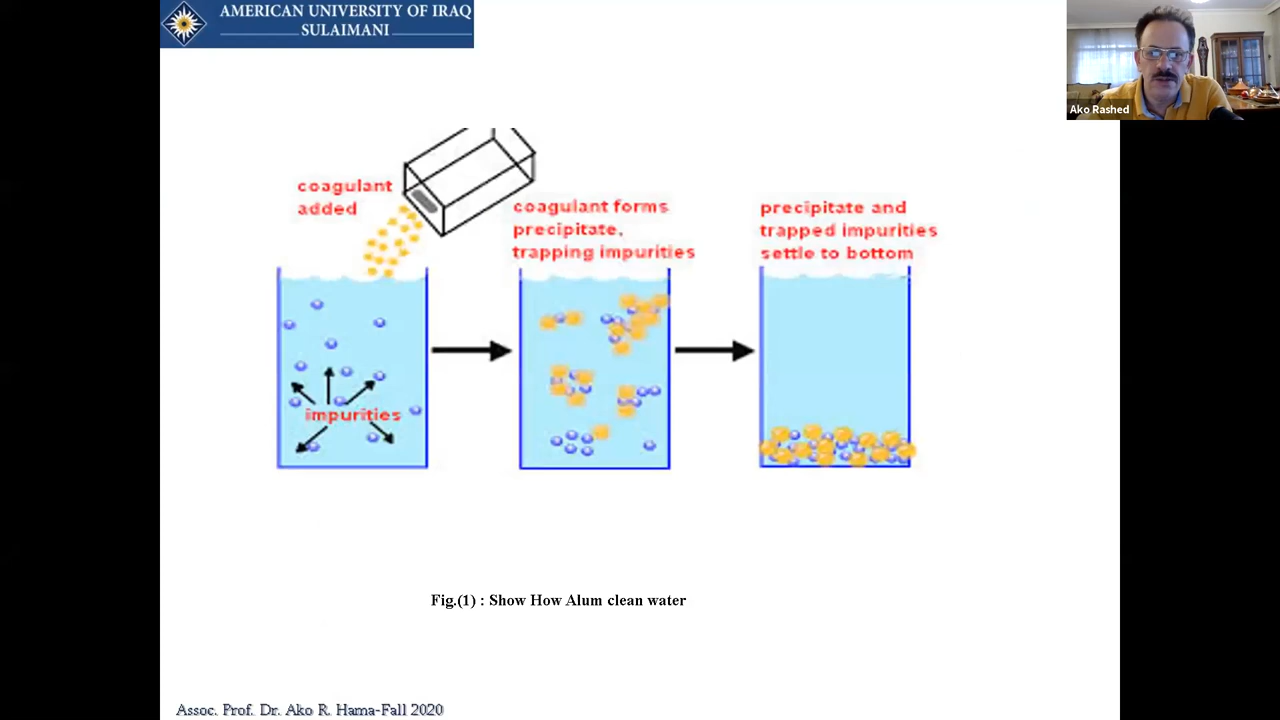 AMERICAN UNIVERSITY OF IRAQ
SULAIMANI
Ako Rashed
coagulant
added
coagulant forms
precipitate,
trapping impurities
precipitate and
trapped impurities
settle to bottom
impurities
Fig.(1) : Show How Alum clean water
Assoc. Prof. Dr. Ako R. Hama-Fall 2020